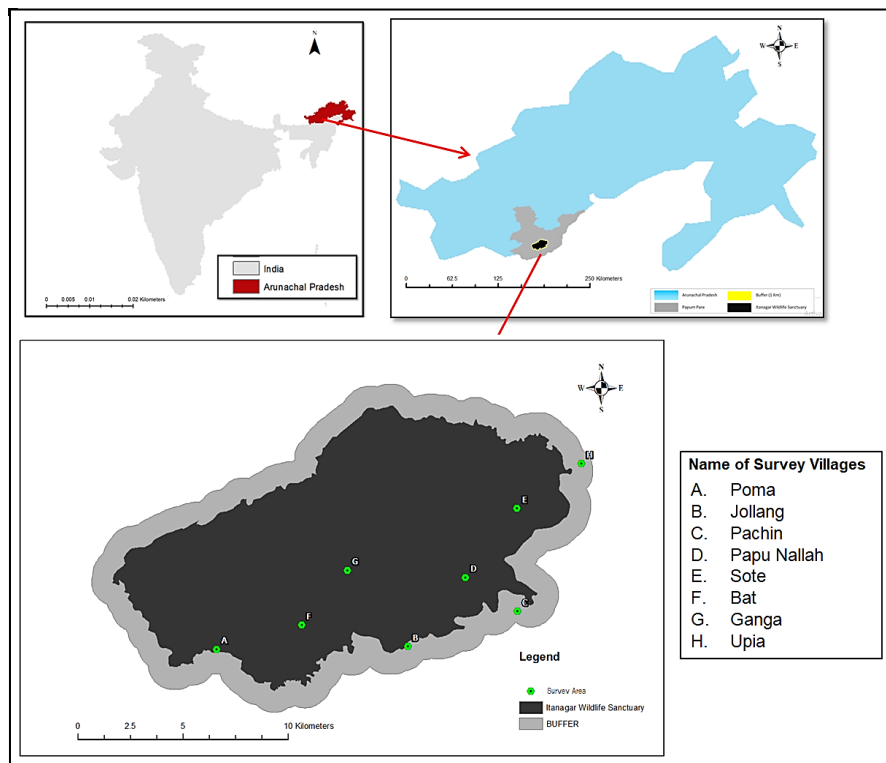 N
India
Arunachal Pradesh
0 0.005 0.01 0.02 Kilometers
N
W E
S
0 62.5 125 250 Kilometers
Arunachal Pradesh Buffer (1 Km)
Papum Pare Itanagar Wildlife Sanctuary
N
W E
S
H
E
G
D
C
F
A
B
Legend
Survey Area
Itanagar Wildlife Sanctuary
BUFFER
0 2.5 5 10 Kilometers
Name of Survey Villages
A. Poma
B. Jollang
C. Pachin
D. Papu Nallah
E. Sote
F. Bat
G. Ganga
H. Upia